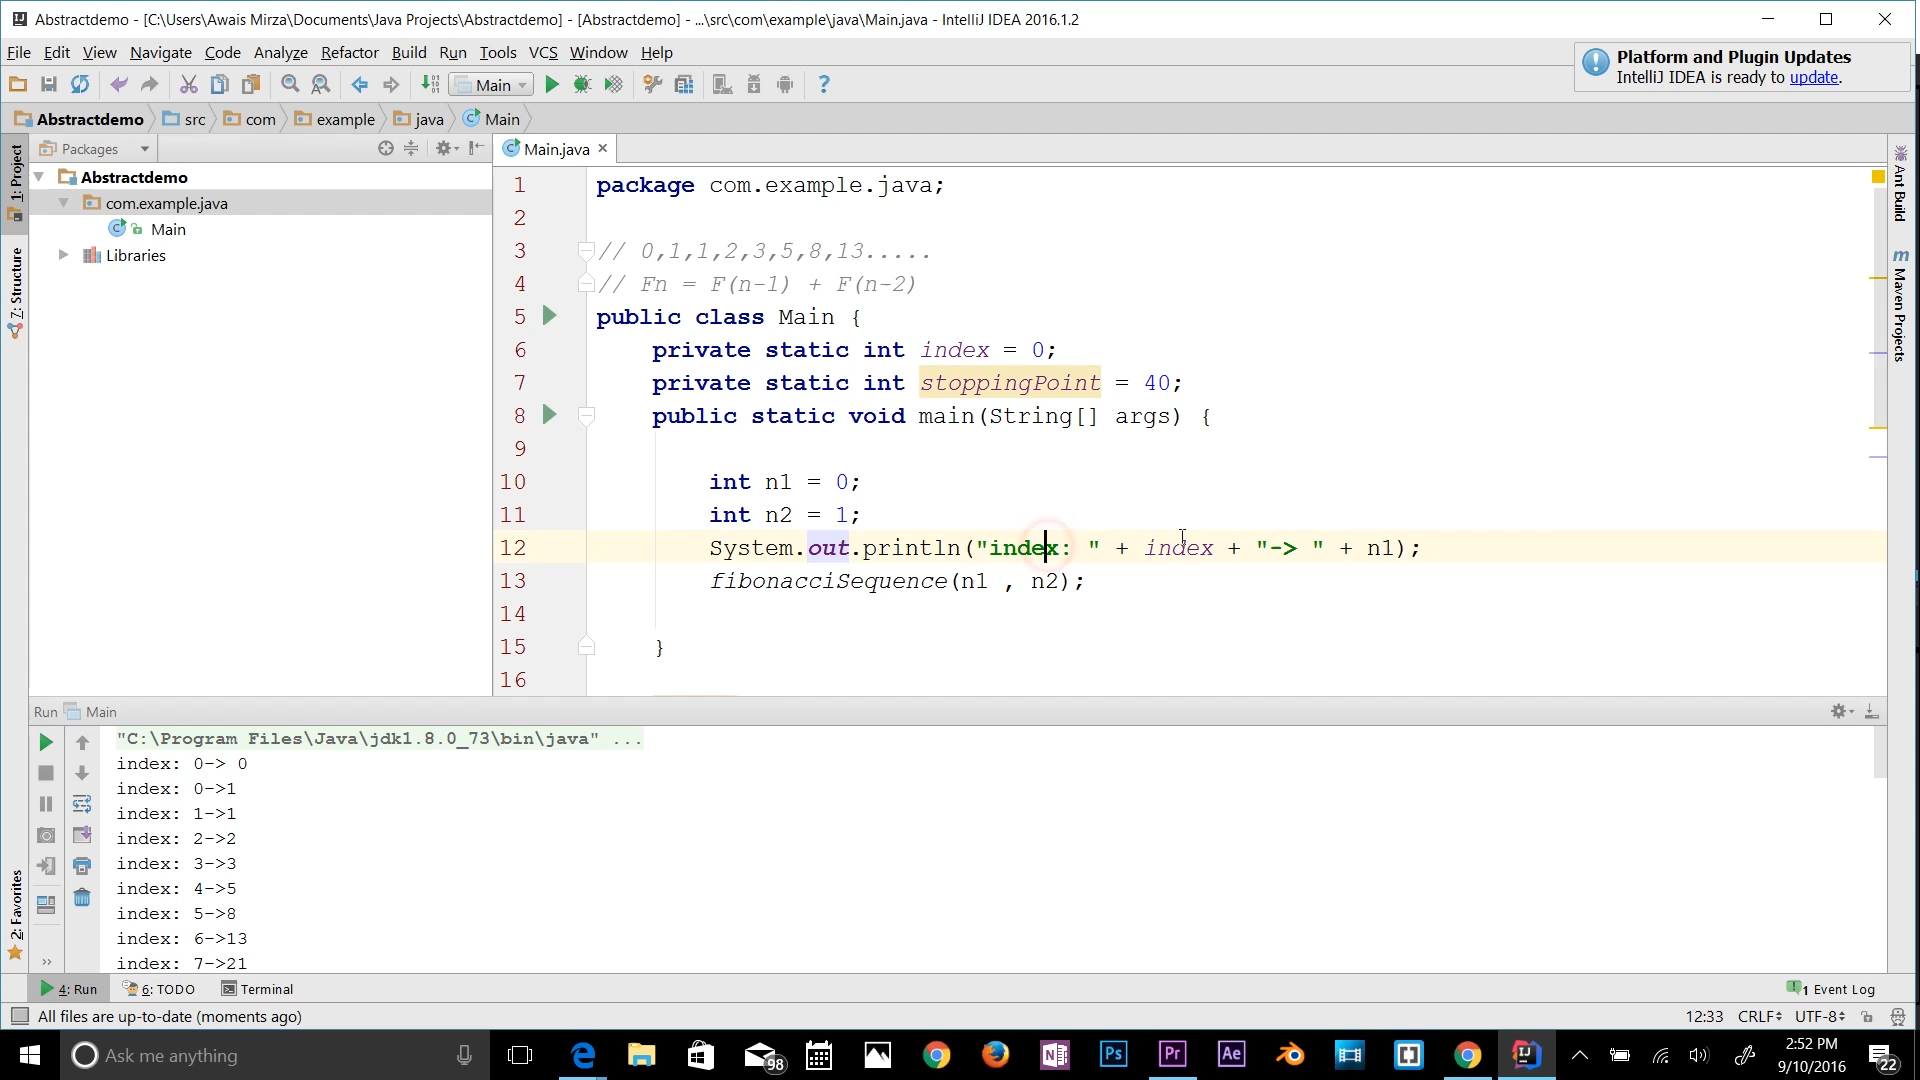 Abstractdemo - [C:\Users\Awais Mirza\Documents\Java Projects\Abstractdemo] - [Abstractdemo] - ...\src\com\example\java\Main.java - IntelliJ IDEA 2016.1.2
File Edit View Navigate Code Analyze Refactor Build Run Tools VCS Window Help
Platform and Plugin Updates
IntelliJ IDEA is ready to update.
Main
Abstractdemo src com example java Main
Packages
Main.java
1: Project
7: Structure
2: Favorites
Abstractdemo
com.example.java
Main
Libraries
1 package com.example.java;
2
3 // 0,1,1,2,3,5,8,13.....
4 // Fn = F(n-1) + F(n-2)
5 public class Main {
6 private static int index = 0;
7 private static int stoppingPoint = 40;
8 public static void main(String[] args) {
9
10 int n1 = 0;
11 int n2 = 1;
12 System.out.println("index: " + index + "-> " + n1);
13 fibonacciSequence(n1 , n2);
14
15 }
16
Ant Build
Maven Projects
Run Main
"C:\Program Files\Java\jdk1.8.0_73\bin\java" ...
index: 0-> 0
index: 0->1
index: 1->1
index: 2->2
index: 3->3
index: 4->5
index: 5->8
index: 6->13
index: 7->21
4: Run 6: TODO Terminal 1 Event Log
All files are up-to-date (moments ago) 12:33 CRLF UTF-8
Ask me anything 98 Ps Pr Ae 2:52 PM
9/10/2016 22